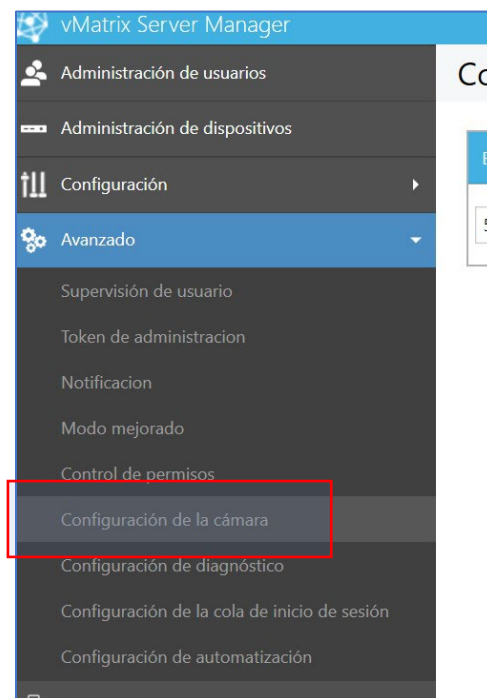 vMatrix Server Manager
Administración de usuarios
Administración de dispositivos
Configuración
Avanzado
Supervisión de usuario
Token de administracion
Notificacion
Modo mejorado
Control de permisos
Configuración de la cámara
Configuración de diagnóstico
Configuración de la cola de inicio de sesión
Configuración de automatización